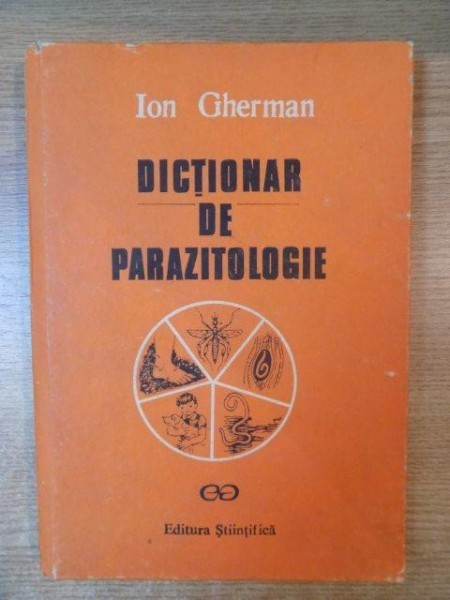 Ion Gherman
DICȚIONAR
DE
PARAZITOLOGIE
Editura Științifică